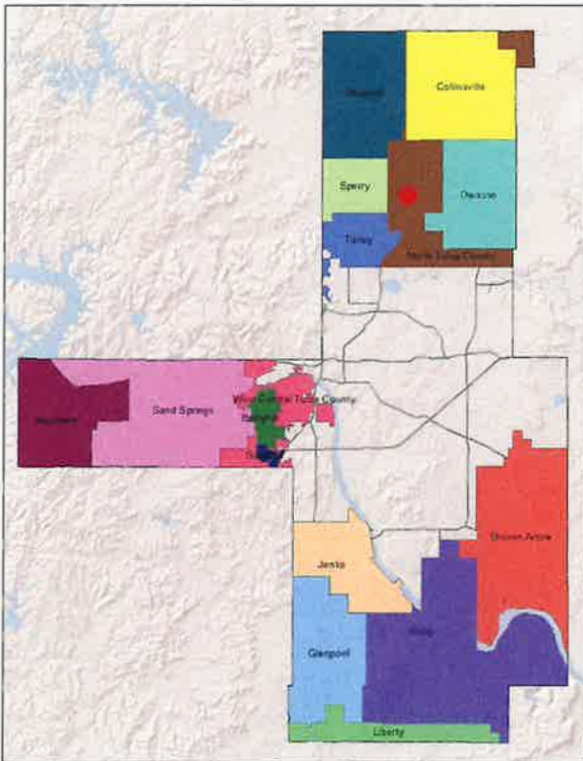 Skiatook
Collinsville
Sperry
Owasso
Turley
North Tulsa County
West Central Tulsa County
Berryhill
Sand Springs
Keystone
Broken Arrow
Jenks
Bixby
Glenpool
Liberty